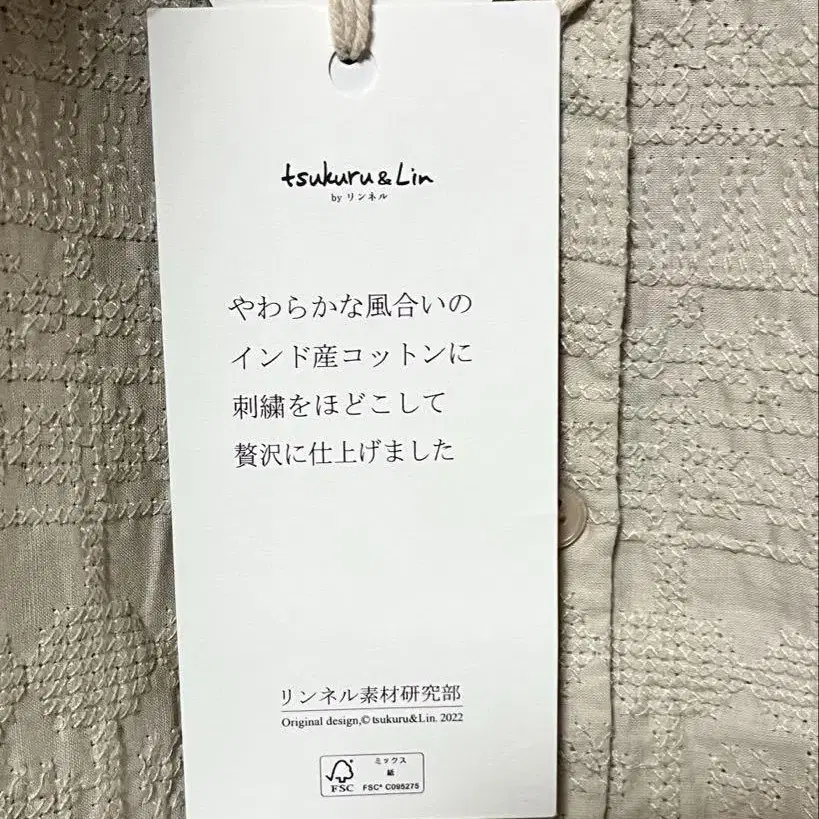 tsukuru&Lin
by リンネル
やわらかな風合いの
インド産コットンに
刺繍をほどこして
贅沢に仕上げました
リンネル素材研究部
Original design,© tsukuru&Lin. 2022
ミックス
紙
FSC
FSC® C095275